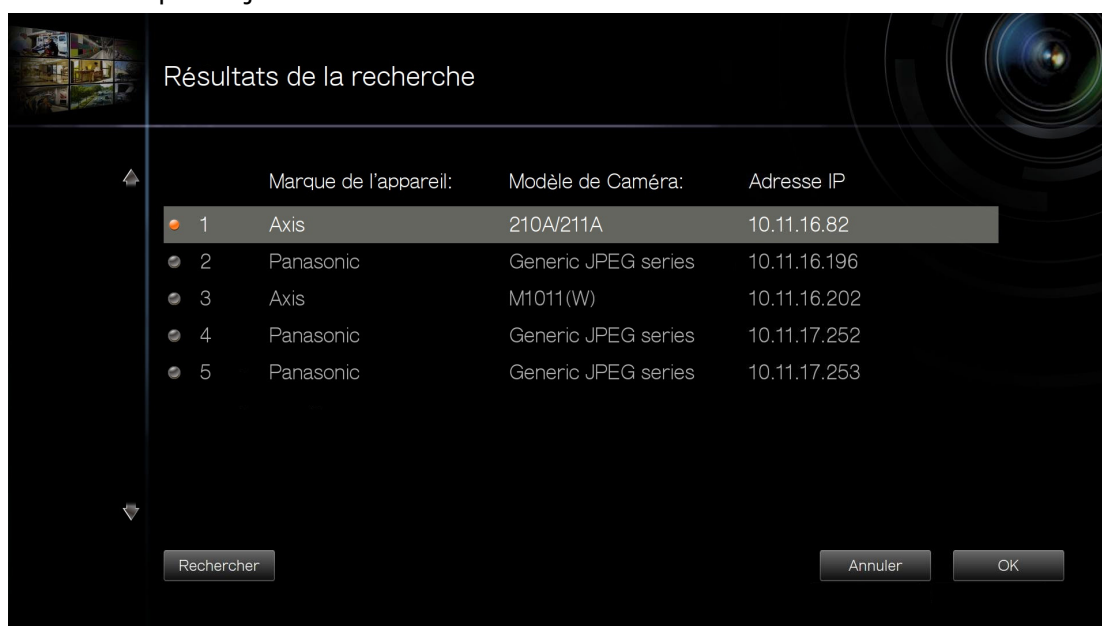 Résultats de la recherche
Marque de l'appareil: Modèle de Caméra: Adresse IP
1 Axis 210A/211A 10.11.16.82
2 Panasonic Generic JPEG series 10.11.16.196
3 Axis M1011(W) 10.11.16.202
4 Panasonic Generic JPEG series 10.11.17.252
5 Panasonic Generic JPEG series 10.11.17.253
Rechercher Annuler OK